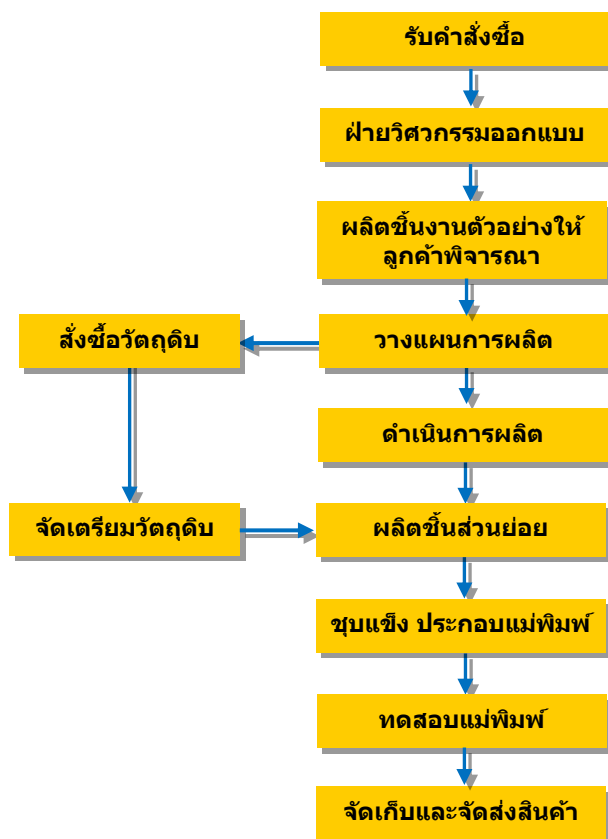 รับคำสั่งซื้อ
ฝ่ายวิศวกรรมออกแบบ
ผลิตชิ้นงานตัวอย่างให้
ลูกค้าพิจารณา
สั่งซื้อวัตถุดิบ
วางแผนการผลิต
ดำเนินการผลิต
จัดเตรียมวัตถุดิบ
ผลิตชิ้นส่วนย่อย
ชุบแข็ง ประกอบแม่พิมพ์
ทดสอบแม่พิมพ์
จัดเก็บและจัดส่งสินค้า